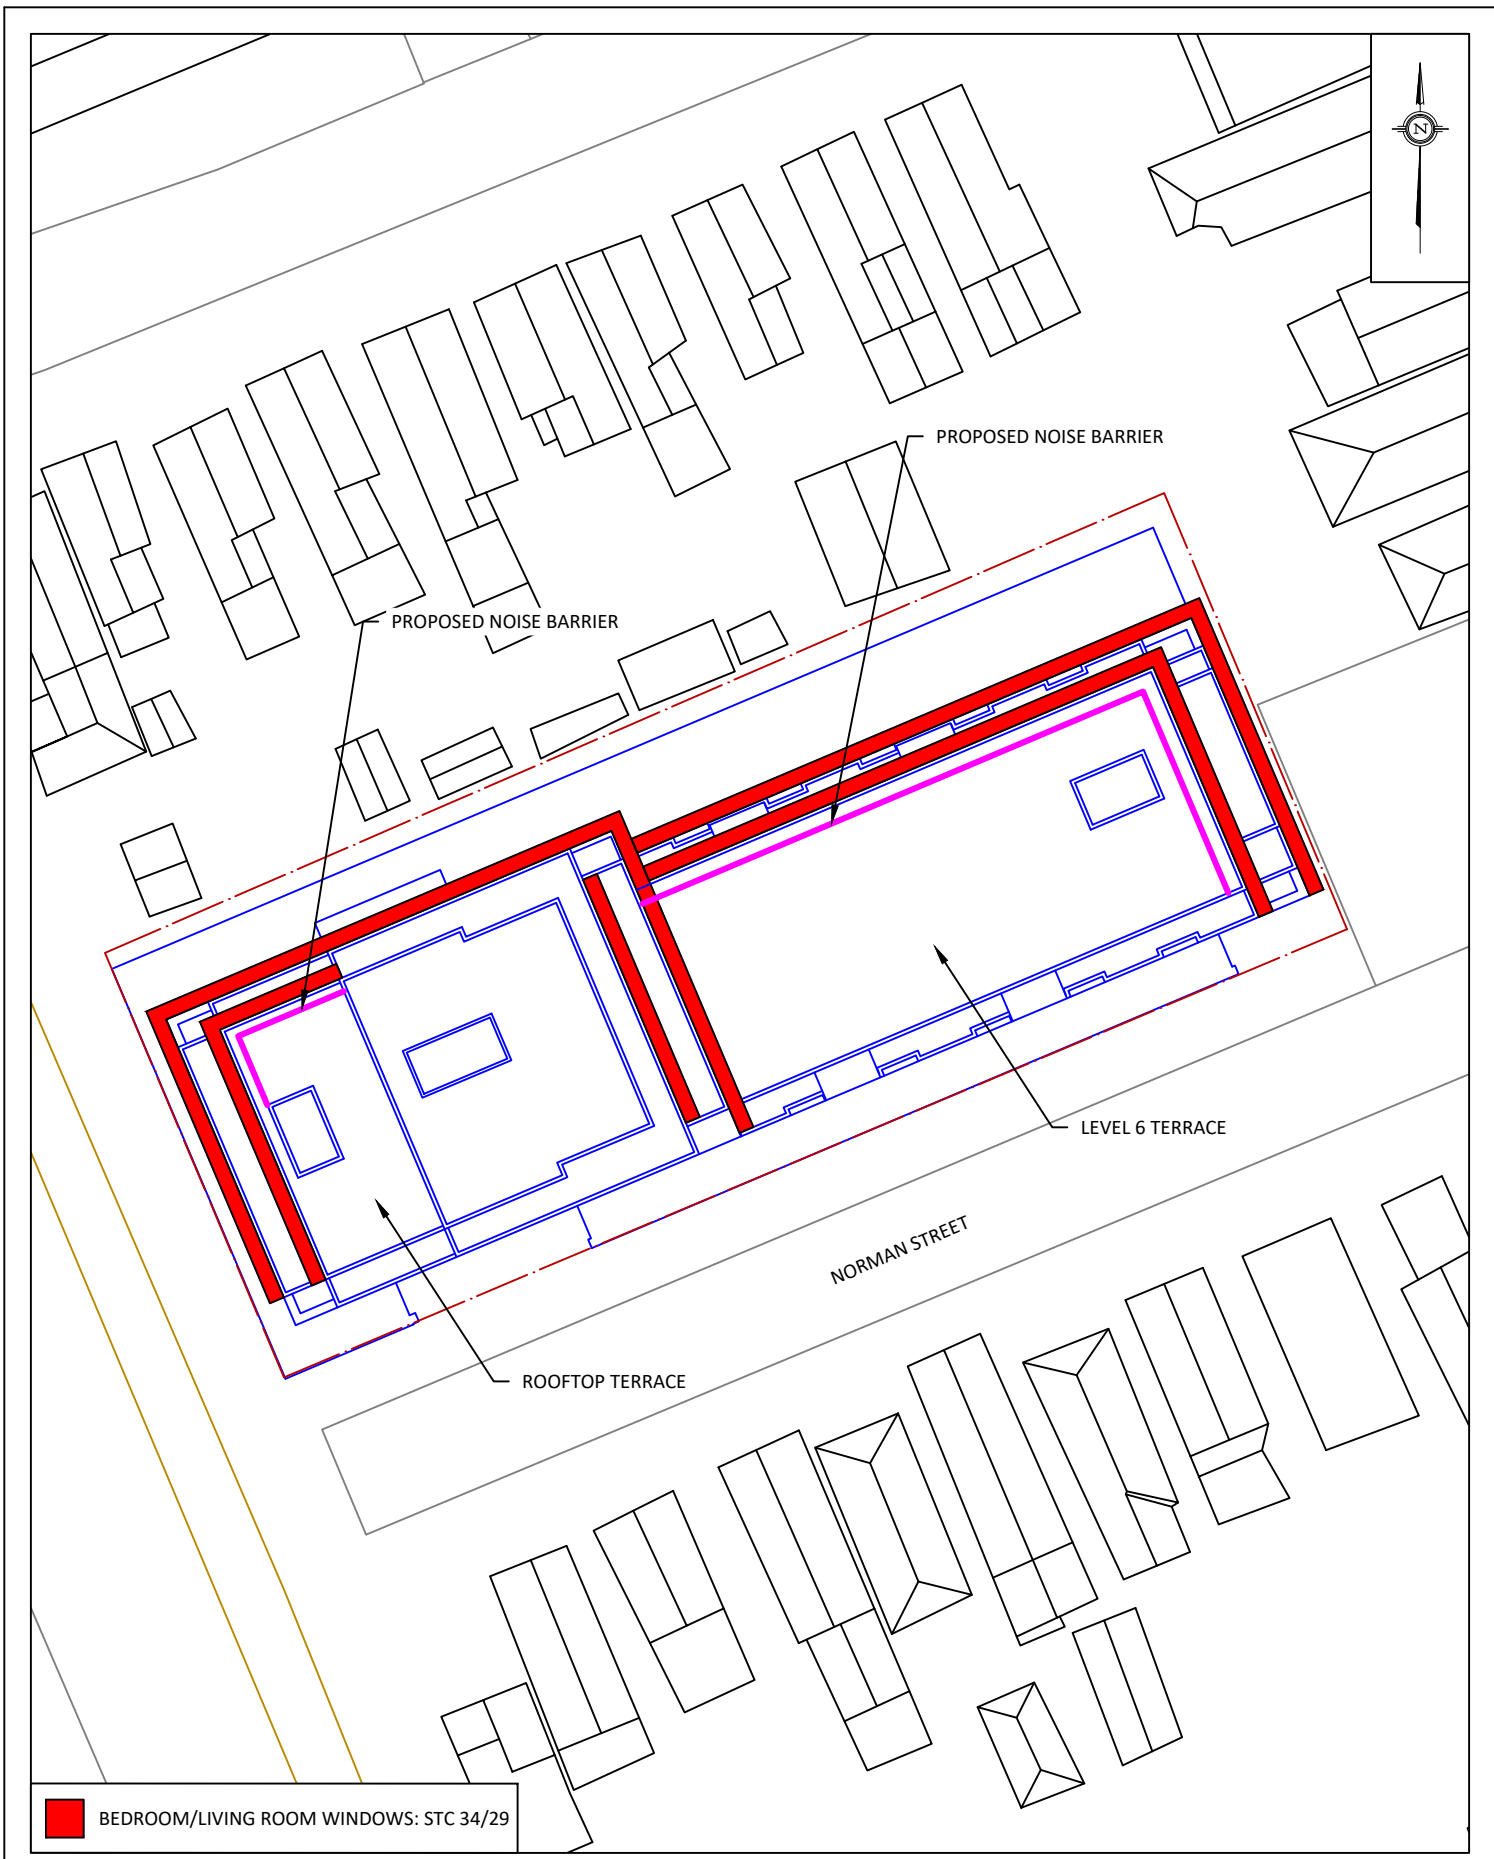 N
PROPOSED NOISE BARRIER
PROPOSED NOISE BARRIER
LEVEL 6 TERRACE
NORMAN STREET
ROOFTOP TERRACE
BEDROOM/LIVING ROOM WINDOWS: STC 34/29